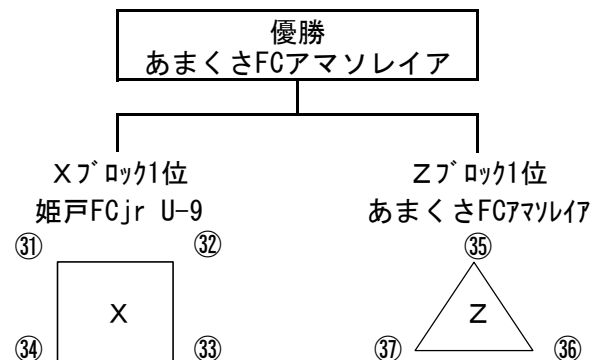 優勝
あまくさFCアマソレイア
Xﾌﾞﾛｯｸ1位
Zﾌﾞﾛｯｸ1位
姫戸FCjr U-9
あまくさFCｱﾏｿﾚｲｱ
㉛ ㉜
㉟
X
Z
㉞ ㉝
㊲ ㊱